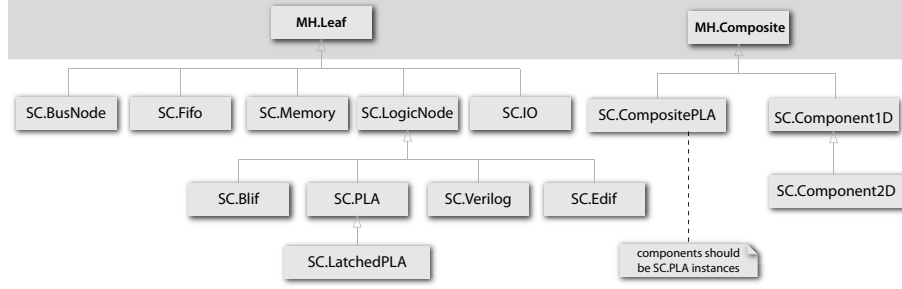 MH.Leaf
MH.Composite
SC.BusNode
SC.Fifo
SC.Memory
SC.LogicNode
SC.IO
SC.CompositePLA
SC.Component1D
SC.Blif
SC.PLA
SC.Verilog
SC.Edif
SC.Component2D
SC.LatchedPLA
components should
be SC.PLA instances